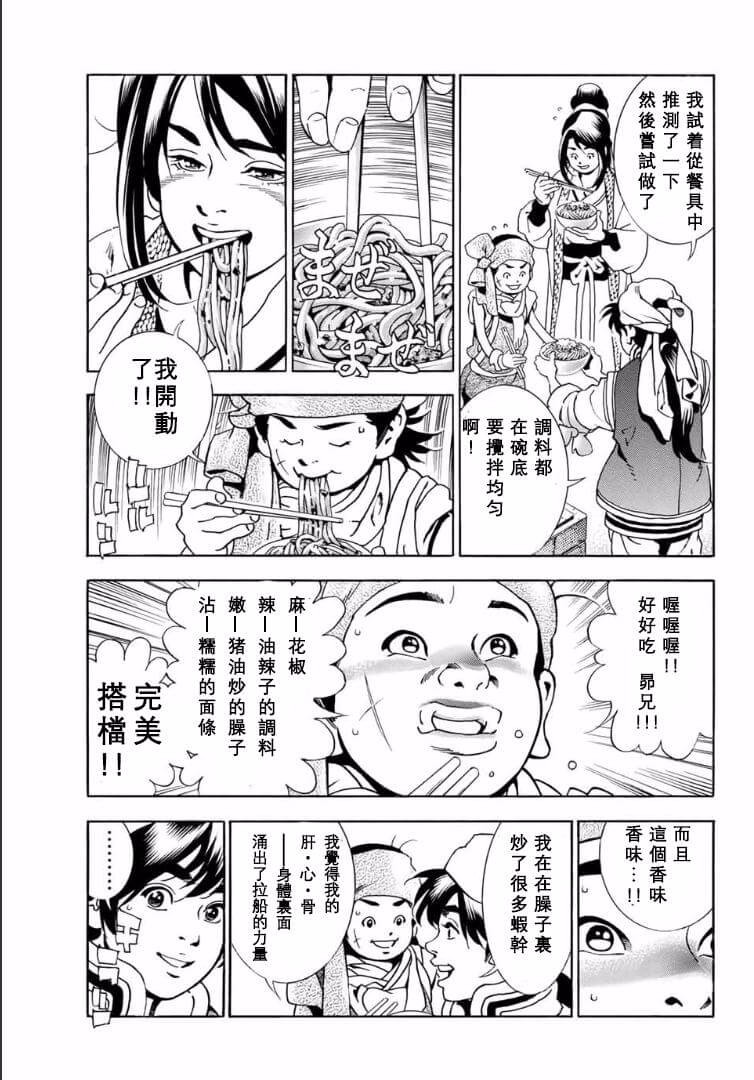 我試着從餐具中
推測了一下
然後嘗試做了
調料都
在碗底
要攪拌均匀
啊！
まぜ
まぜ
我開動
了!!
喔喔喔!!
好好吃 昴兄!!!
麻—花椒
辣—油辣子的調料
嫩—猪油炒的臊子
沾—糯糯的面條
完美
搭檔!!
而且
這個香味
香味…!!
我在在臊子裏
炒了很多蝦幹
我覺得我的
肝・心・骨
——身體裏面
涌出了拉船的力量
………